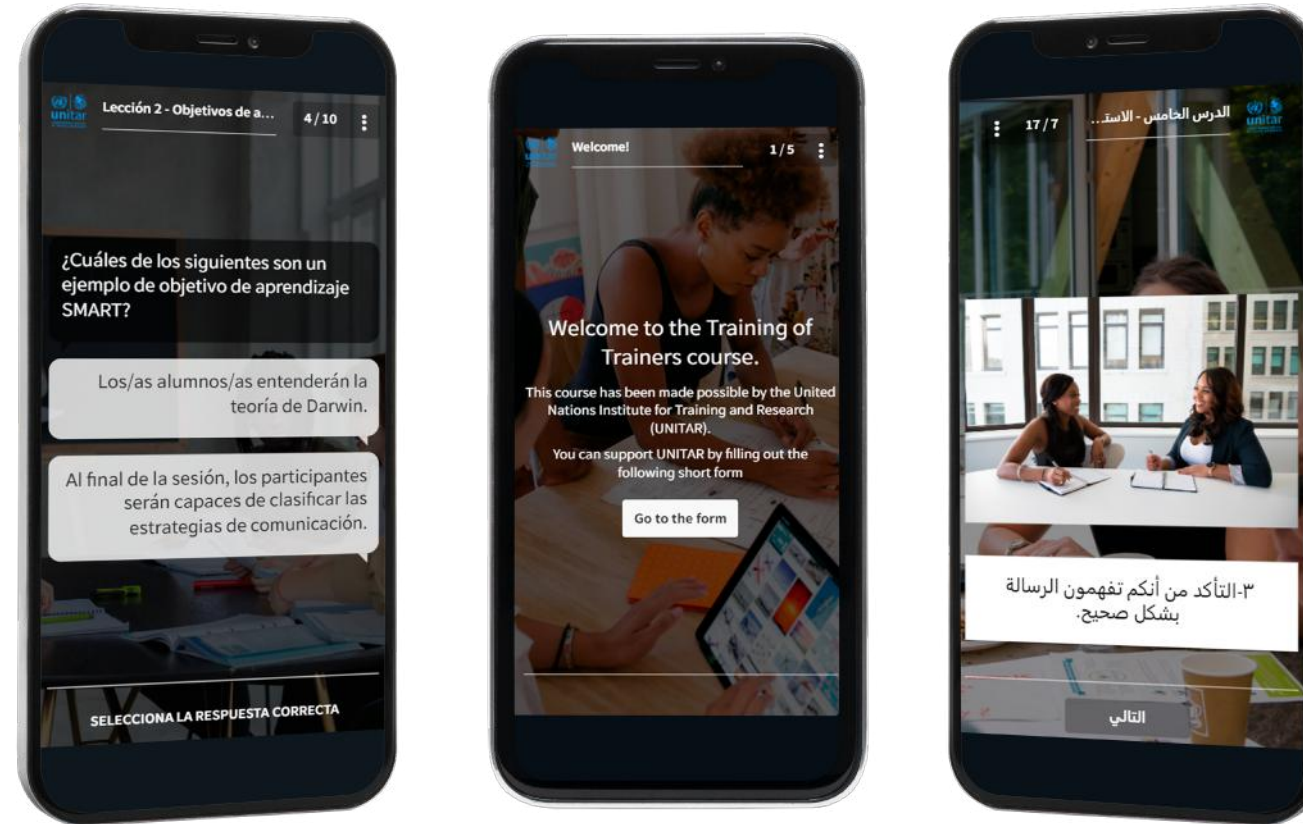 unitar
Lección 2 - Objetivos de a...
4 / 10
¿Cuáles de los siguientes son un
ejemplo de objetivo de aprendizaje
SMART?
Los/as alumnos/as entenderán la
teoría de Darwin.
Al final de la sesión, los participantes
serán capaces de clasificar las
estrategias de comunicación.
SELECCIONA LA RESPUESTA CORRECTA
unitar
Welcome!
1 / 5
Welcome to the Training of
Trainers course.
This course has been made possible by the United
Nations Institute for Training and Research
(UNITAR).
You can support UNITAR by filling out the
following short form
Go to the form
unitar
الدرس الخامس - الاستـ...
17 / 7
٣-التأكد من أنكم تفهمون الرسالة
بشكل صحيح.
التالي